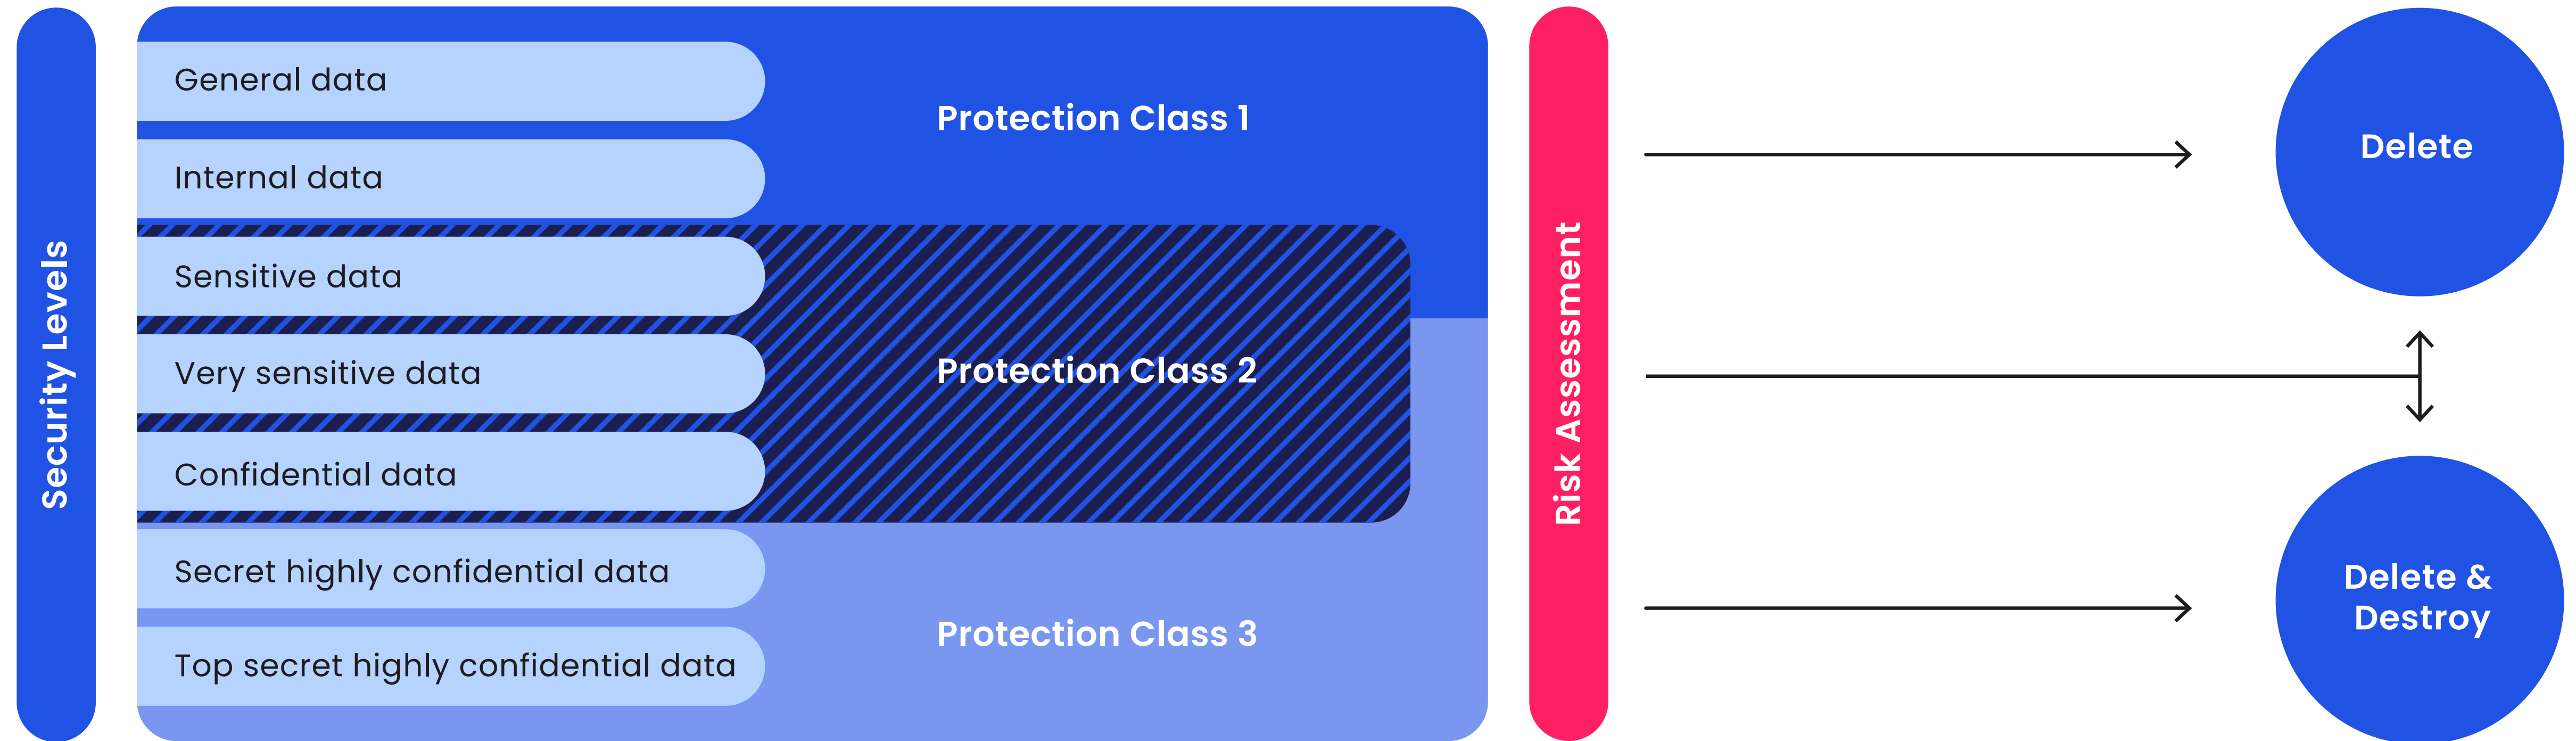 Security Levels
General data
Internal data
Sensitive data
Very sensitive data
Confidential data
Secret highly confidential data
Top secret highly confidential data
Protection Class 1
Protection Class 2
Protection Class 3
Risk Assessment
Delete
Delete &
Destroy